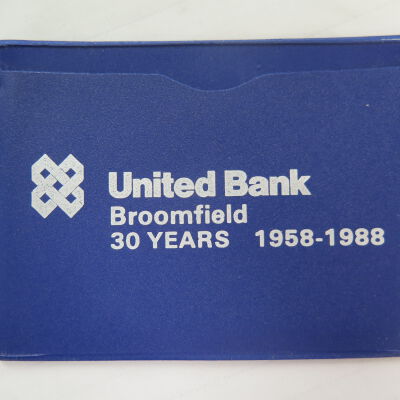 United Bank
Broomfield
30 YEARS 1958-1988